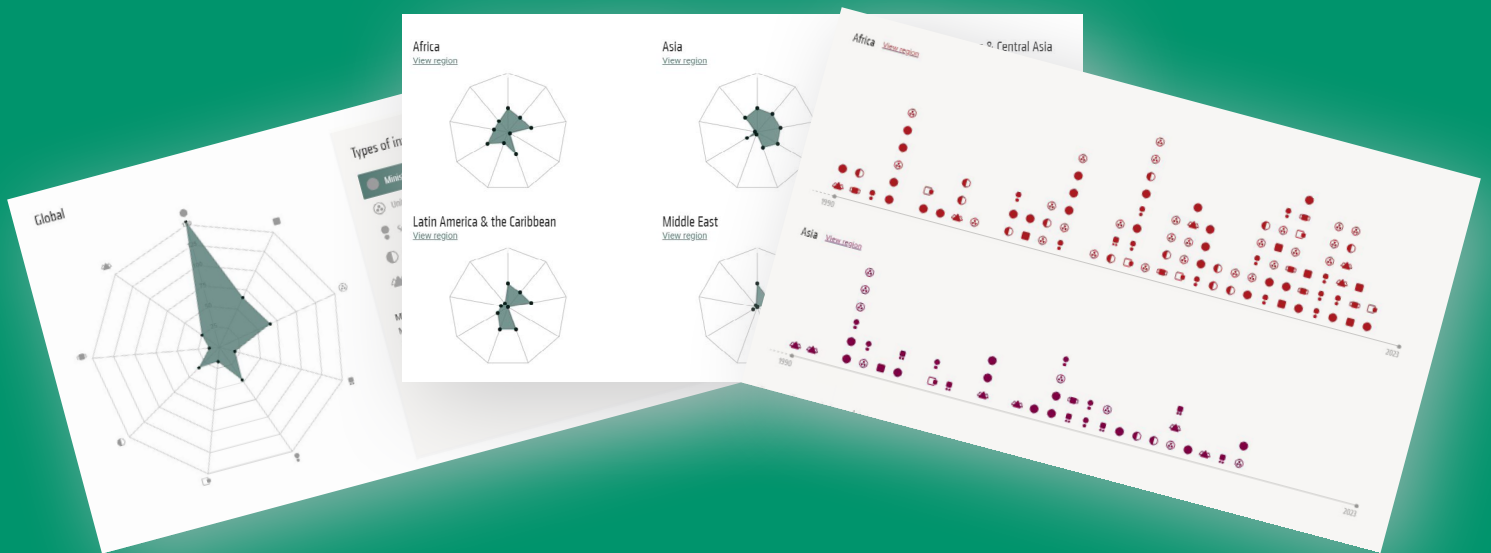 Global
Types of in
Africa
View region
Asia
View region
& Central Asia
Latin America & the Caribbean
View region
Middle East
View region
Africa View region
1990
2023
Asia View region
1990
2023